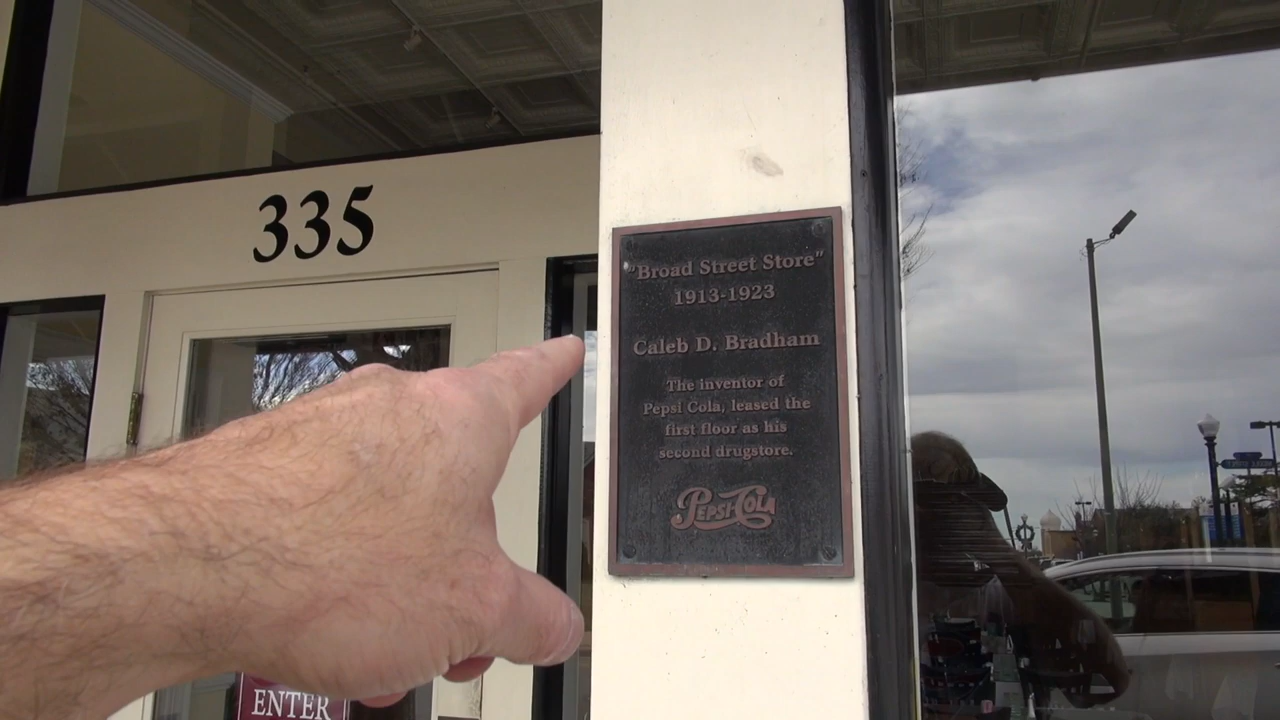 335
"Broad Street Store"
1913-1923
Caleb D. Bradham
The inventor of
Pepsi Cola, leased the
first floor as his
second drugstore.
PEPSI-COLA
ENTER